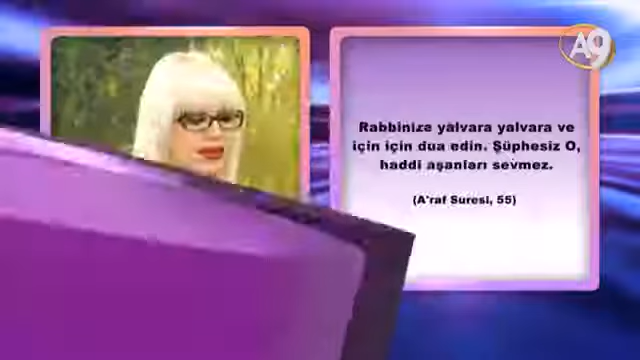 A9
Rabbinize yalvara yalvara ve
için için dua edin. Şüphesiz O,
haddi aşanları sevmez.
(A'raf Suresi, 55)